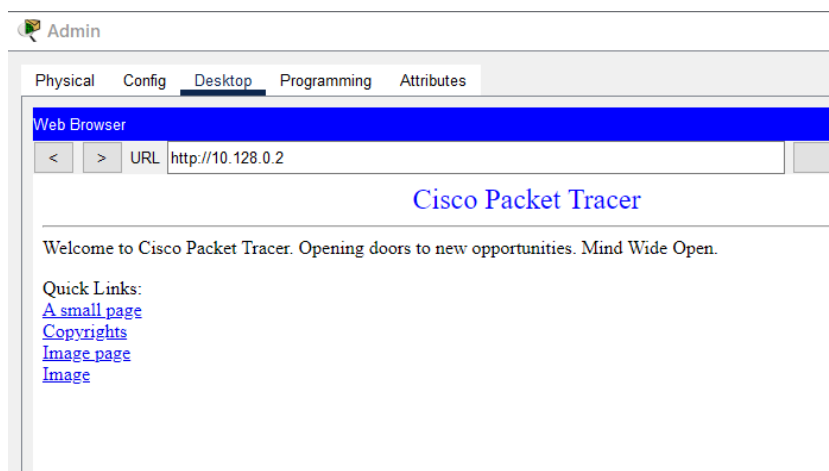 Admin
Physical Config Desktop Programming Attributes
Web Browser
< > URL http://10.128.0.2
Cisco Packet Tracer
Welcome to Cisco Packet Tracer. Opening doors to new opportunities. Mind Wide Open.
Quick Links:
A small page
Copyrights
Image page
Image